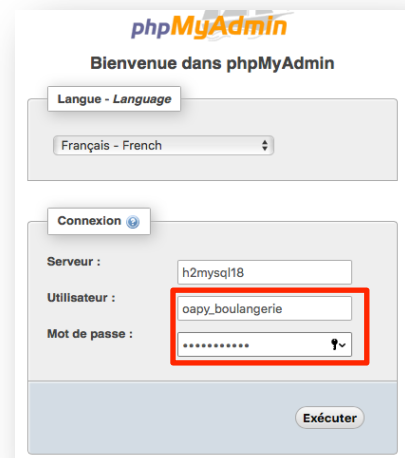 phpMyAdmin
Bienvenue dans phpMyAdmin
Langue - Language
Français - French
Connexion
Serveur :
h2mysql18
Utilisateur :
oapy_boulangerie
Mot de passe :
•••••••••••
Exécuter